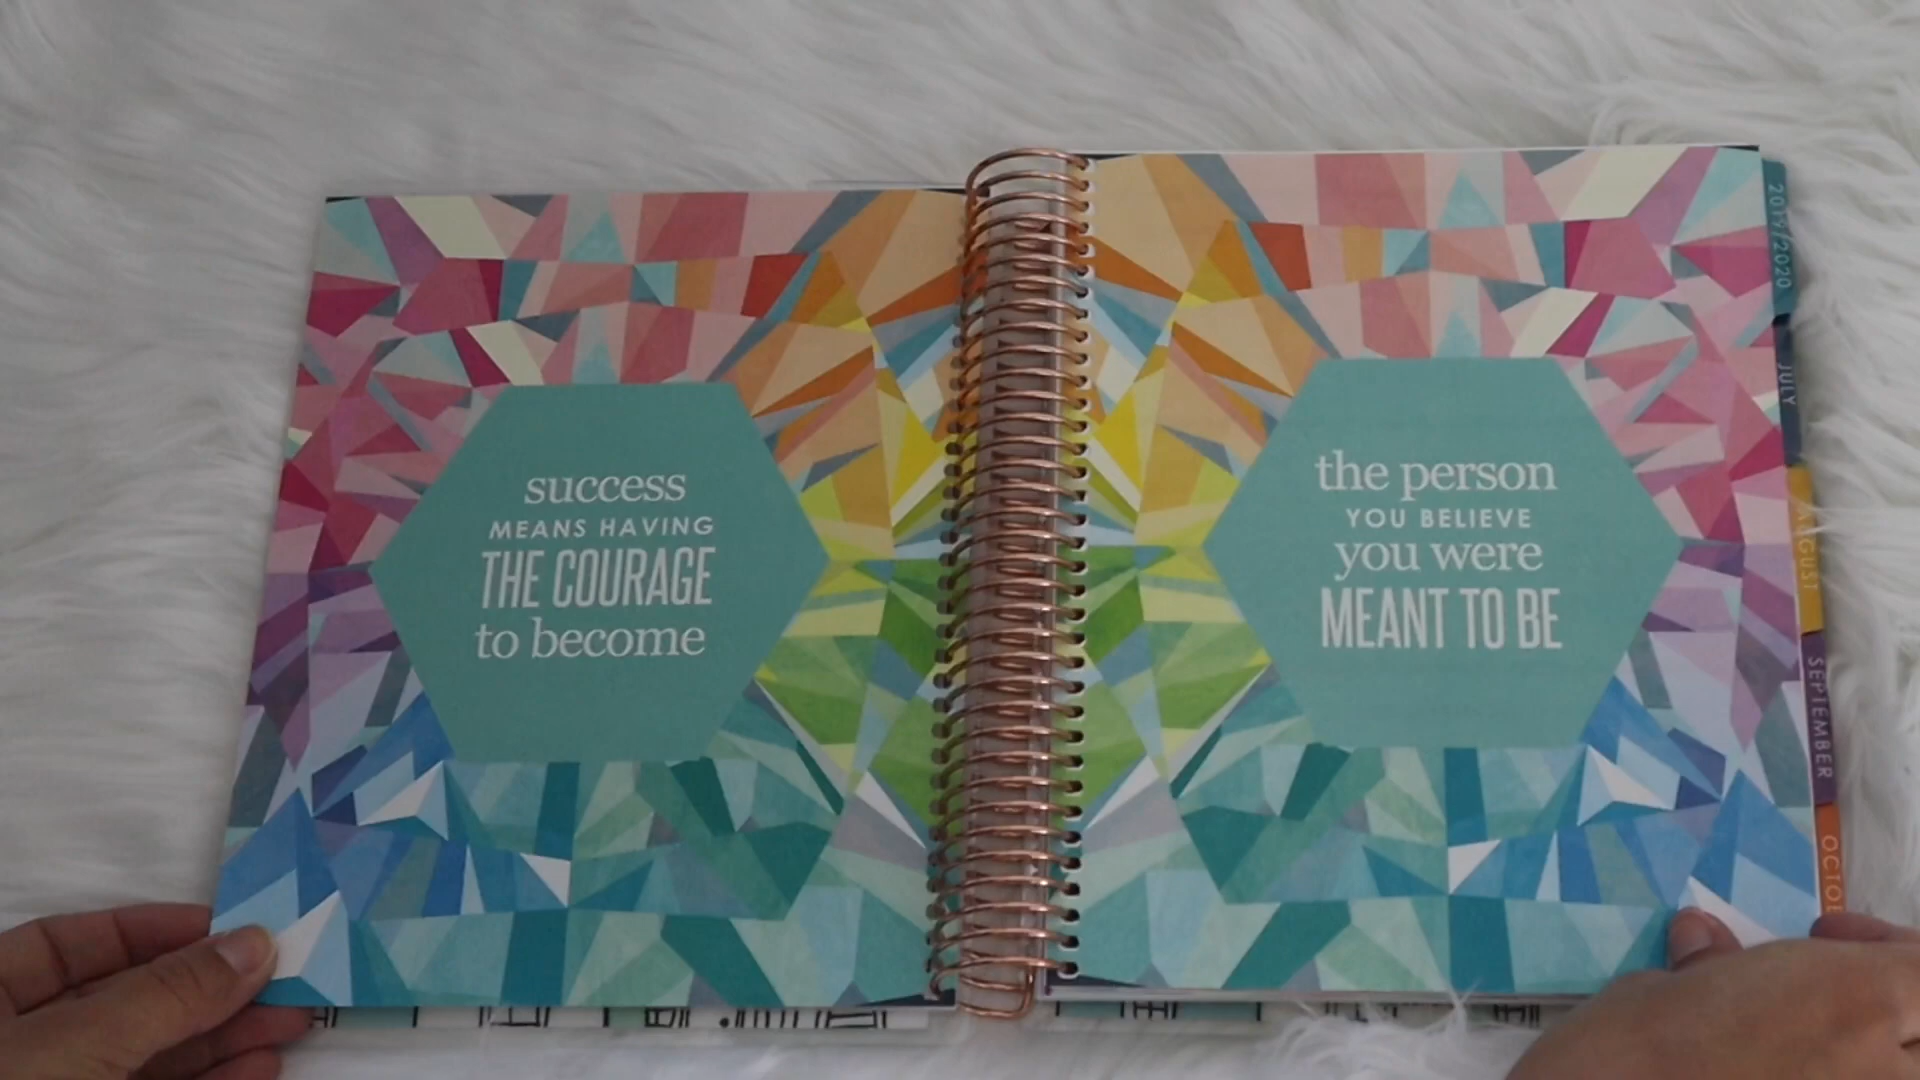 success
MEANS HAVING
THE COURAGE
to become
the person
YOU BELIEVE
you were
MEANT TO BE
2019/2020
JULY
AUGUST
SEPTEMBER